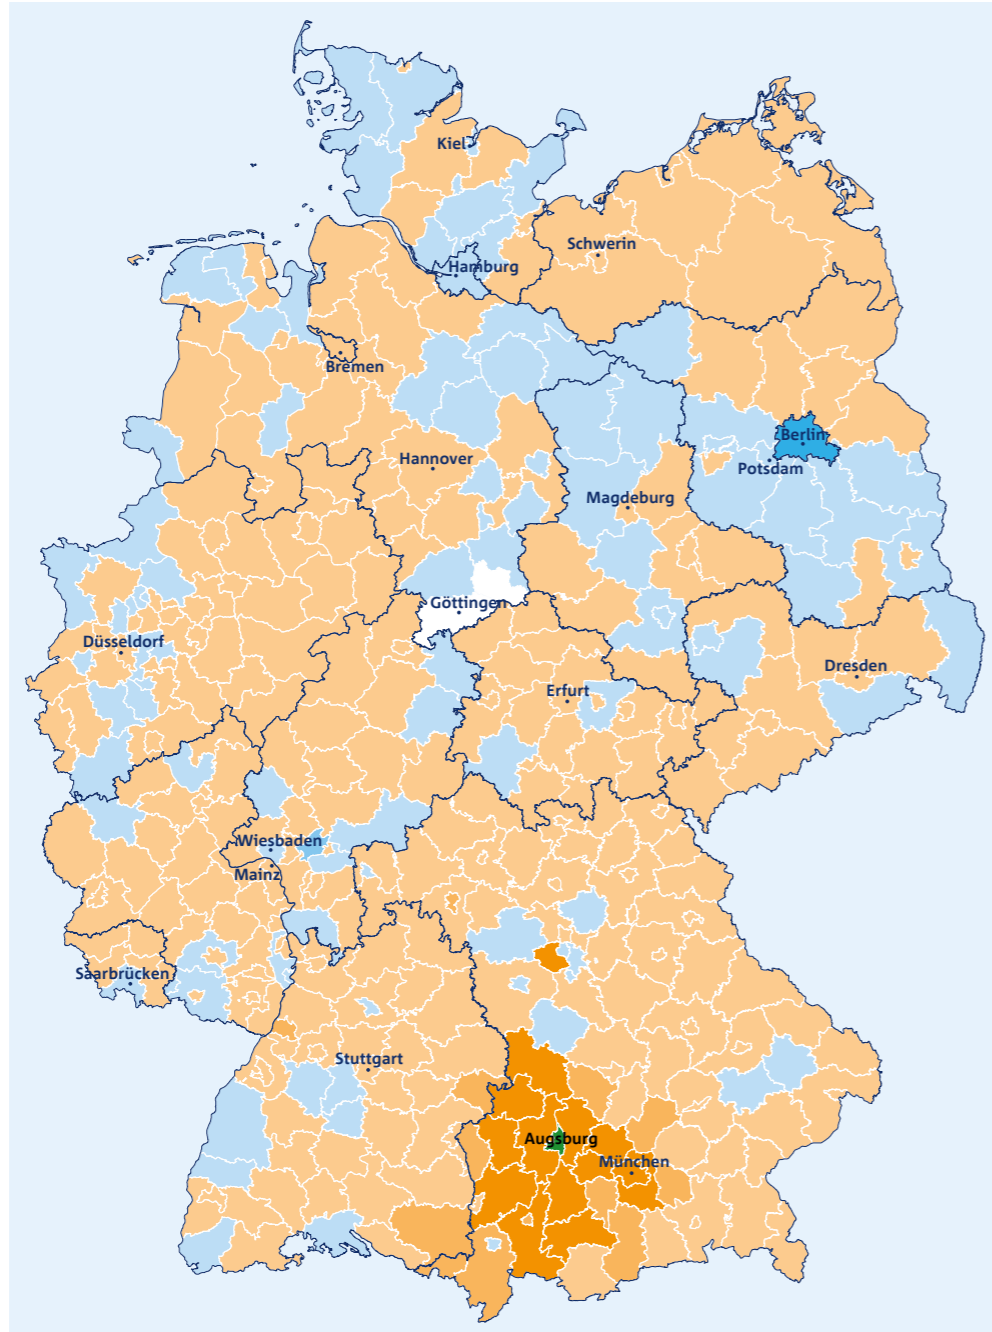 Kiel
Schwerin
Hamburg
Bremen
Berlin
Hannover
Potsdam
Magdeburg
Göttingen
Düsseldorf
Dresden
Erfurt
Wiesbaden
Mainz
Saarbrücken
Stuttgart
Augsburg
München